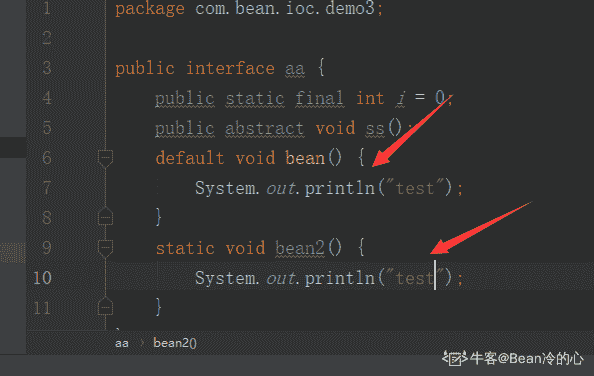 1 package com.bean.ioc.demo3;
2
3 public interface aa {
4 public static final int i = 0;
5 public abstract void ss();
6 default void bean() {
7 System.out.println("test");
8 }
9 static void bean2() {
10 System.out.println("test");
11 }
}
aa › bean2()
牛客@Bean冷的心